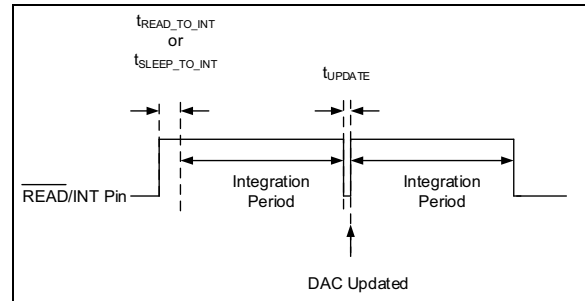 tREAD_TO_INT
or
tSLEEP_TO_INT
tUPDATE
READ/INT Pin
Integration
Period
Integration
Period
DAC Updated